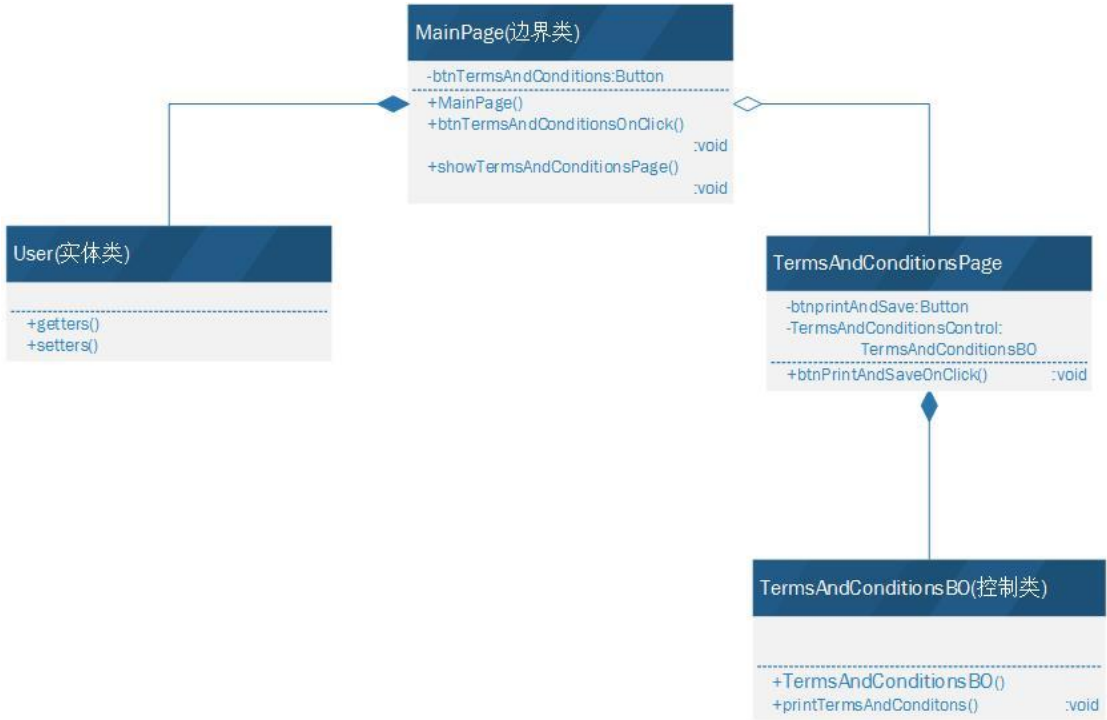 MainPage(边界类)
-btnTermsAndConditions:Button
+MainPage()
+btnTermsAndConditionsOnClick()
:void
+showTermsAndConditionsPage()
:void
User(实体类)
+getters()
+setters()
TermsAndConditionsPage
-btnprintAndSave:Button
-TermsAndConditionsControl:
TermsAndConditionsBO
+btnPrintAndSaveOnClick() :void
TermsAndConditionsBO(控制类)
+TermsAndConditionsBO()
+printTermsAndConditons() :void